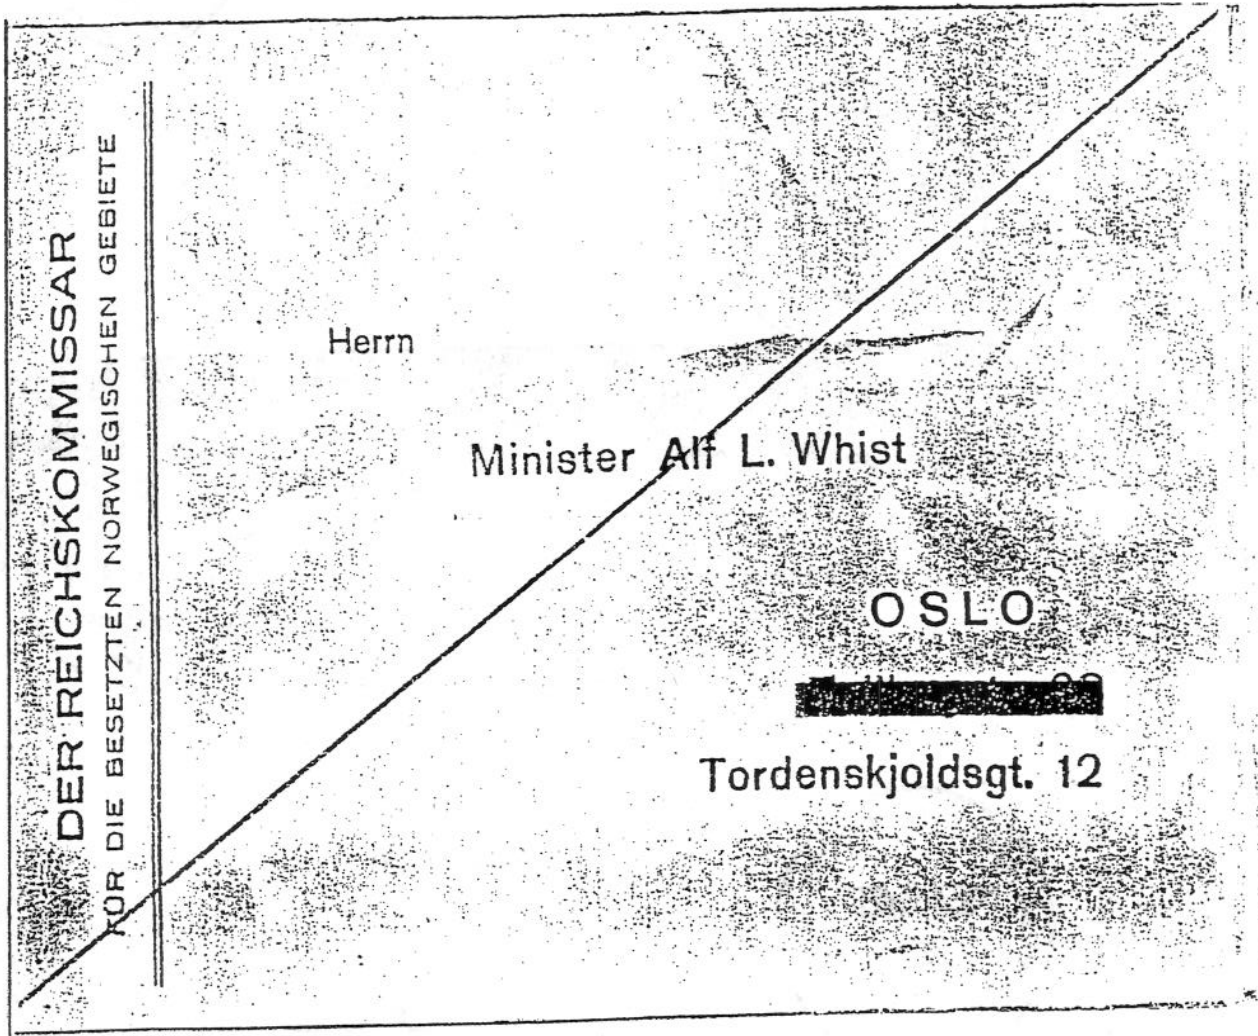 DER REICHSKOMMISSAR
FÜR DIE BESETZTEN NORWEGISCHEN GEBIETE
Herrn
Minister Alf L. Whist
OSLO
Tordenskjoldsgt. 12